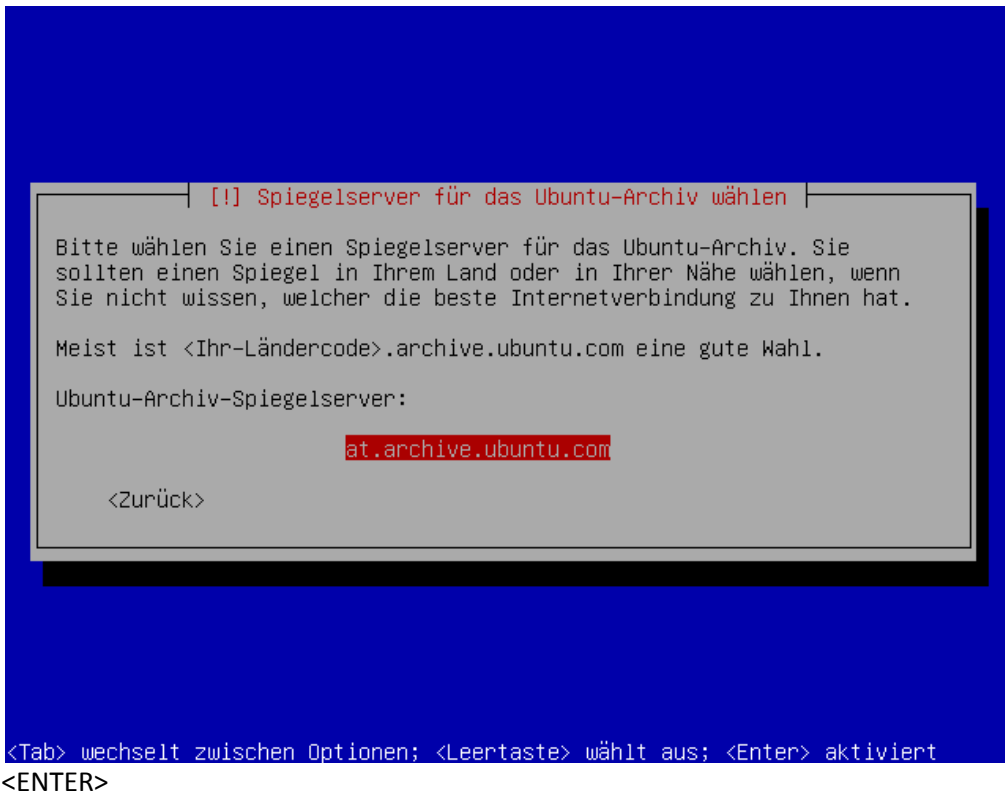 [!] Spiegelserver für das Ubuntu-Archiv wählen
Bitte wählen Sie einen Spiegelserver für das Ubuntu-Archiv. Sie
sollten einen Spiegel in Ihrem Land oder in Ihrer Nähe wählen, wenn
Sie nicht wissen, welcher die beste Internetverbindung zu Ihnen hat.
Meist ist <Ihr-Ländercode>.archive.ubuntu.com eine gute Wahl.
Ubuntu-Archiv-Spiegelserver:
at.archive.ubuntu.com
<Zurück>
<Tab> wechselt zwischen Optionen; <Leertaste> wählt aus; <Enter> aktiviert
<ENTER>